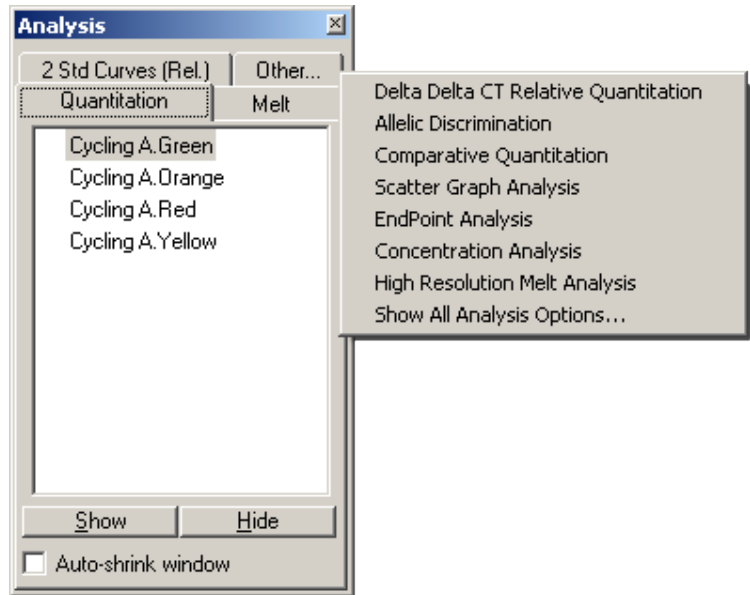 Analysis
2 Std Curves (Rel.) Other...
Quantitation Melt
Cycling A.Green
Cycling A.Orange
Cycling A.Red
Cycling A.Yellow
Show Hide
Auto-shrink window
Delta Delta CT Relative Quantitation
Allelic Discrimination
Comparative Quantitation
Scatter Graph Analysis
EndPoint Analysis
Concentration Analysis
High Resolution Melt Analysis
Show All Analysis Options...